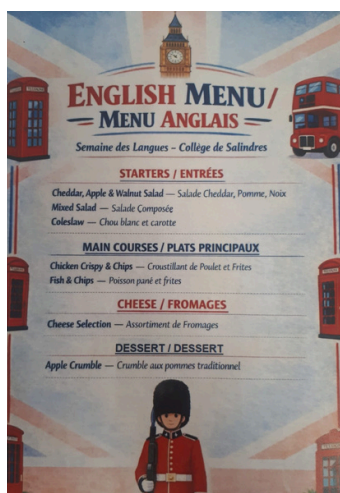 ENGLISH MENU/
MENU ANGLAIS
Semaine des Langues – Collège de Salindres
STARTERS / ENTRÉES
Cheddar, Apple & Walnut Salad — Salade Cheddar, Pomme, Noix
Mixed Salad — Salade Composée
Coleslaw — Chou blanc et carotte
MAIN COURSES / PLATS PRINCIPAUX
Chicken Crispy & Chips — Croustillant de Poulet et Frites
Fish & Chips — Poisson pané et frites
CHEESE / FROMAGES
Cheese Selection — Assortiment de Fromages
DESSERT / DESSERT
Apple Crumble — Crumble aux pommes traditionnel